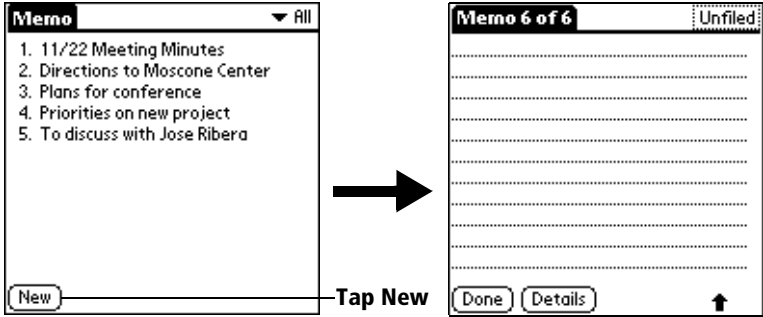 Memo All
1. 11/22 Meeting Minutes
2. Directions to Moscone Center
3. Plans for conference
4. Priorities on new project
5. To discuss with Jose Ribera
New
Tap New
Memo 6 of 6 Unfiled
Done Details